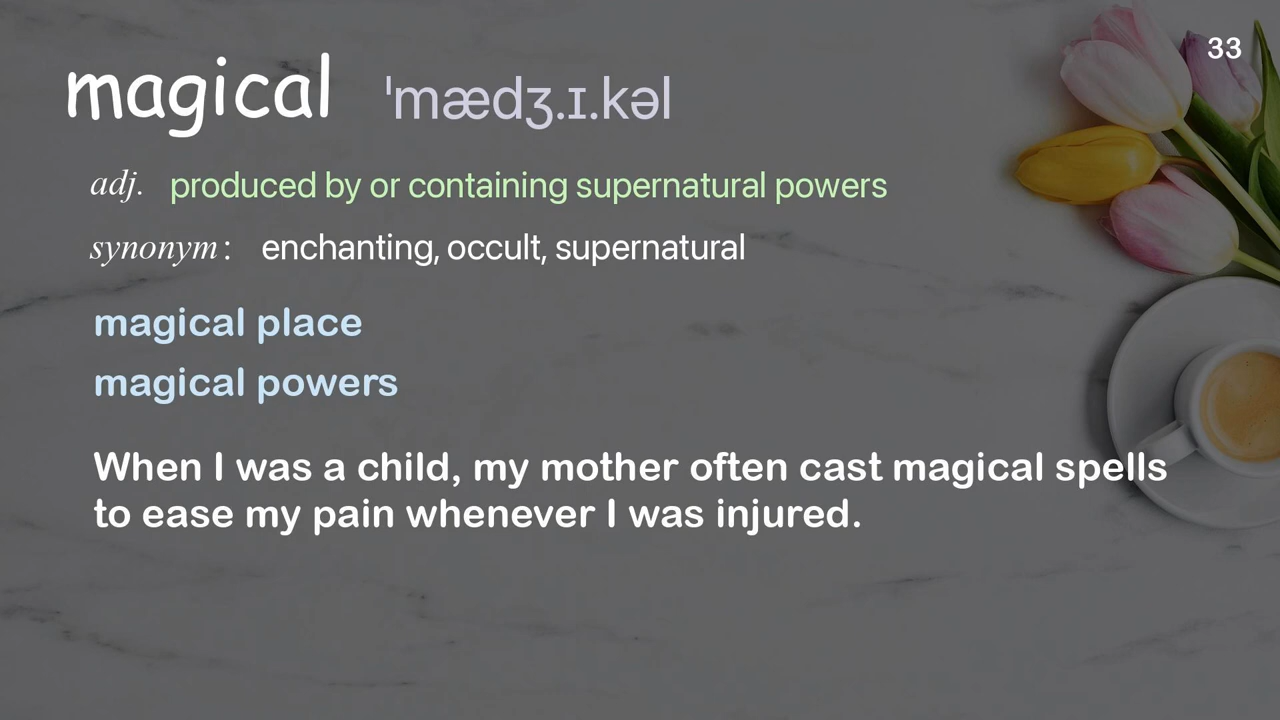 33
magical ˈmædʒ.ɪ.kəl
adj. produced by or containing supernatural powers
synonym: enchanting, occult, supernatural
magical place
magical powers
When I was a child, my mother often cast magical spells
to ease my pain whenever I was injured.